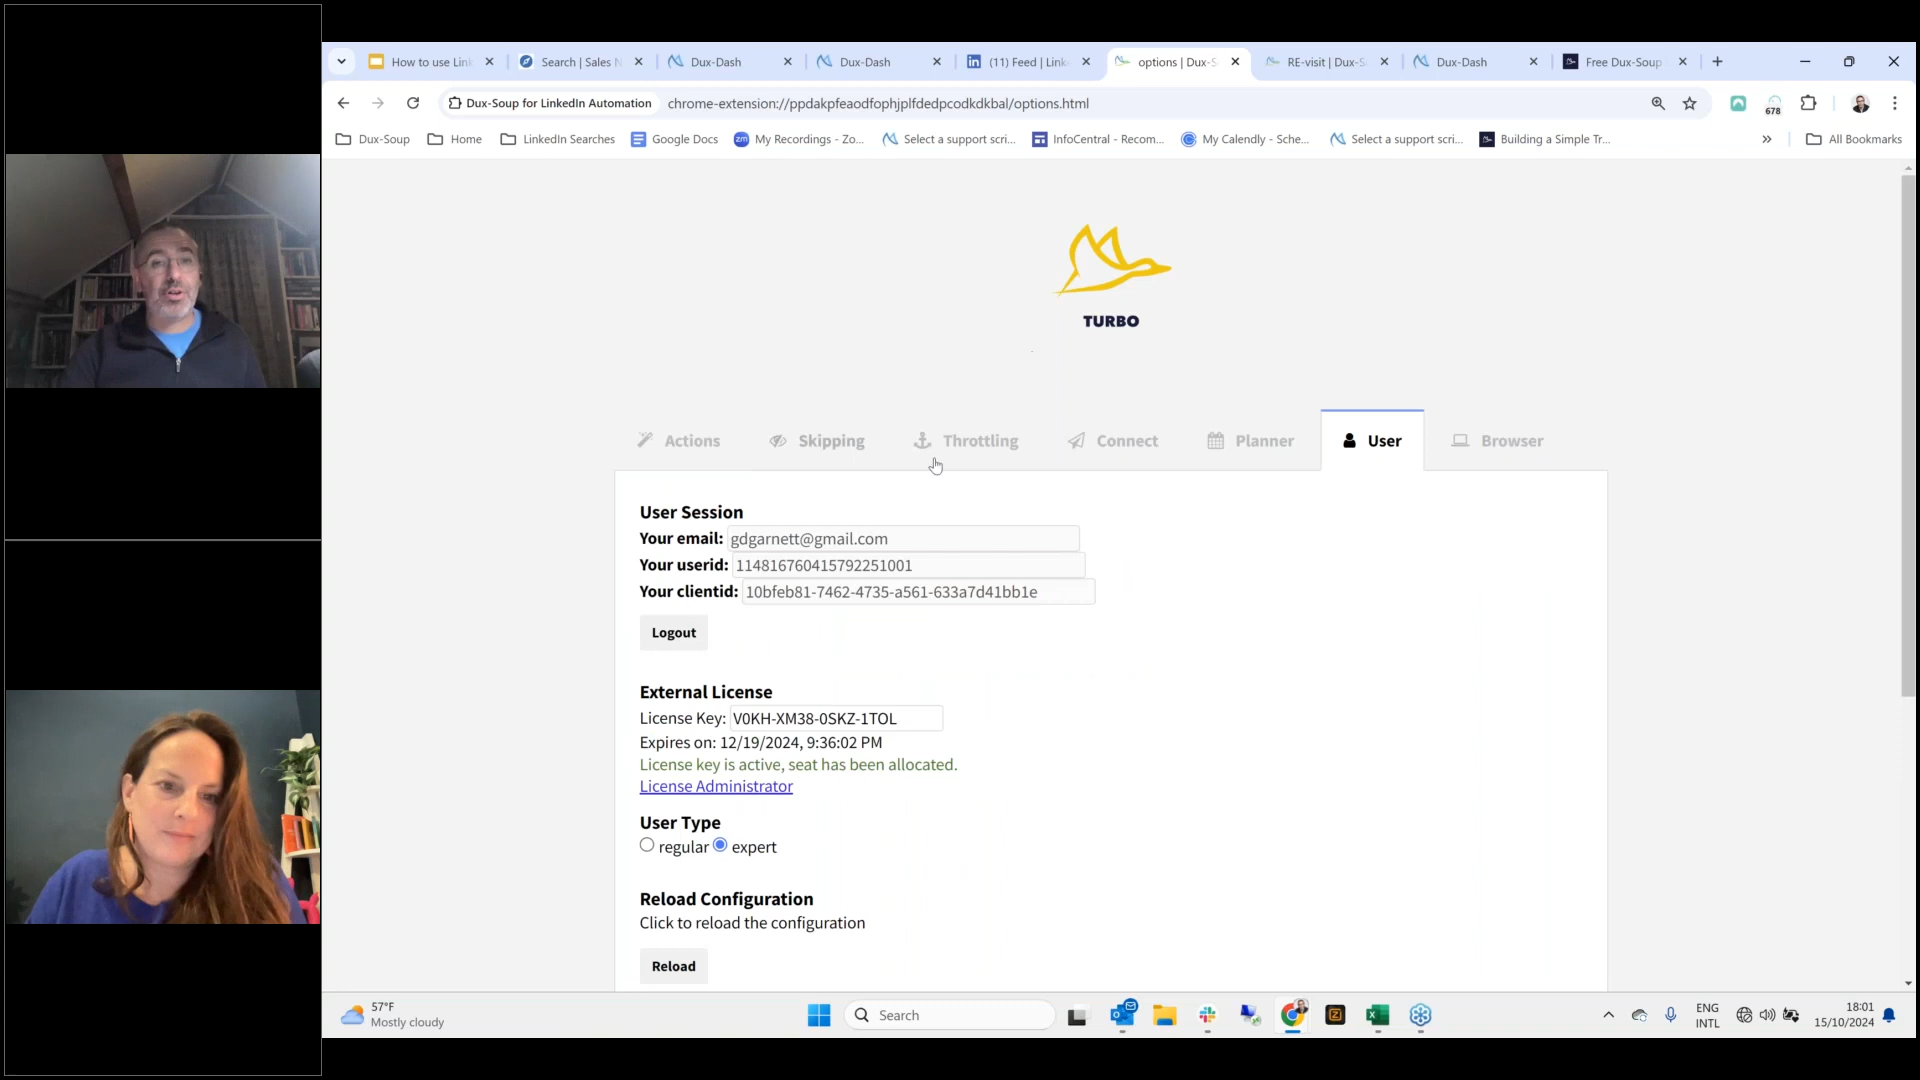 How to use Link
Search | Sales N
Dux-Dash
Dux-Dash
(11) Feed | Linke
options | Dux-S
RE-visit | Dux-S
Dux-Dash
Free Dux-Soup
Dux-Soup for LinkedIn Automation
chrome-extension://ppdakpfeaodfophjplfdedpcodkdkbal/options.html
678
Dux-Soup
Home
LinkedIn Searches
Google Docs
zm
My Recordings - Zo...
Select a support scri...
InfoCentral - Recom...
My Calendly - Sche...
Select a support scri...
Building a Simple Tr...
All Bookmarks
TURBO
Actions
Skipping
Throttling
Connect
Planner
User
Browser
User Session
Your email: gdgarnett@gmail.com
Your userid: 114816760415792251001
Your clientid: 10bfeb81-7462-4735-a561-633a7d41bb1e
Logout
External License
License Key: V0KH-XM38-0SKZ-1TOL
Expires on: 12/19/2024, 9:36:02 PM
License key is active, seat has been allocated.
License Administrator
User Type
regular expert
Reload Configuration
Click to reload the configuration
Reload
57°F
Mostly cloudy
Search
ENG
INTL
18:01
15/10/2024